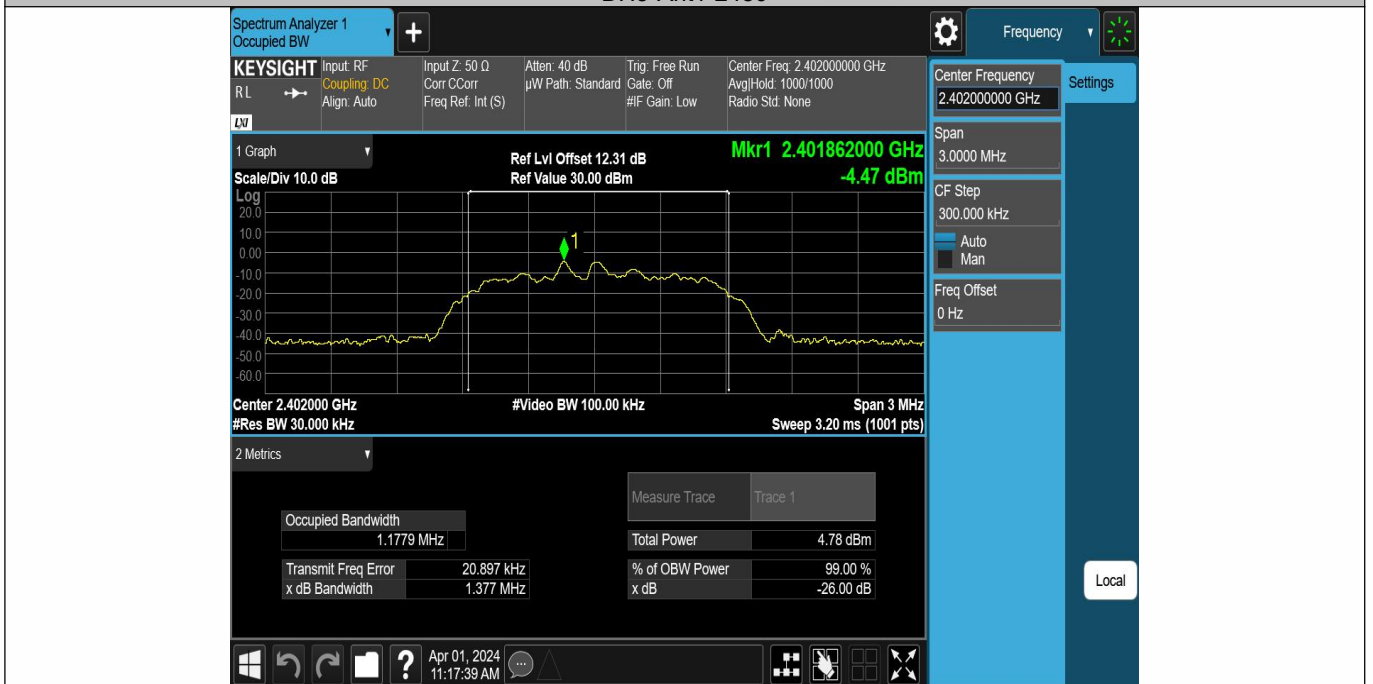 Spectrum Analyzer 1
Occupied BW
Frequency
KEYSIGHT
R L
LXI
Input: RF
Coupling: DC
Align: Auto
Input Z: 50 Ω
Corr CCorr
Freq Ref: Int (S)
Atten: 40 dB
µW Path: Standard
Trig: Free Run
Gate: Off
#IF Gain: Low
Center Freq: 2.402000000 GHz
Avg|Hold: 1000/1000
Radio Std: None
Center Frequency
2.402000000 GHz
Settings
Span
3.0000 MHz
CF Step
300.000 kHz
Auto
Man
Freq Offset
0 Hz
Local
1 Graph
Scale/Div 10.0 dB
Ref Lvl Offset 12.31 dB
Ref Value 30.00 dBm
Mkr1 2.401862000 GHz
-4.47 dBm
Log
20.0
10.0
0.00
-10.0
-20.0
-30.0
-40.0
-50.0
-60.0
1
Center 2.402000 GHz
#Video BW 100.00 kHz
Span 3 MHz
#Res BW 30.000 kHz
Sweep 3.20 ms (1001 pts)
2 Metrics
Measure Trace
Trace 1
Occupied Bandwidth
1.1779 MHz
Total Power
4.78 dBm
Transmit Freq Error
20.897 kHz
% of OBW Power
99.00 %
x dB Bandwidth
1.377 MHz
x dB
-26.00 dB
Apr 01, 2024
11:17:39 AM